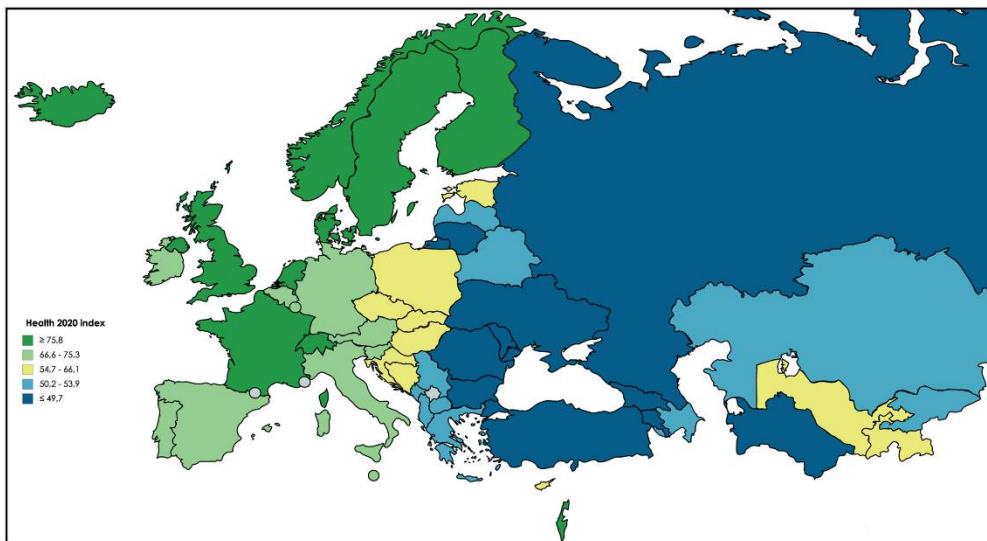 Health 2020 index
≥ 75,8
66,6 - 75,3
54,7 - 66,1
50,2 - 53,9
≤ 49,7